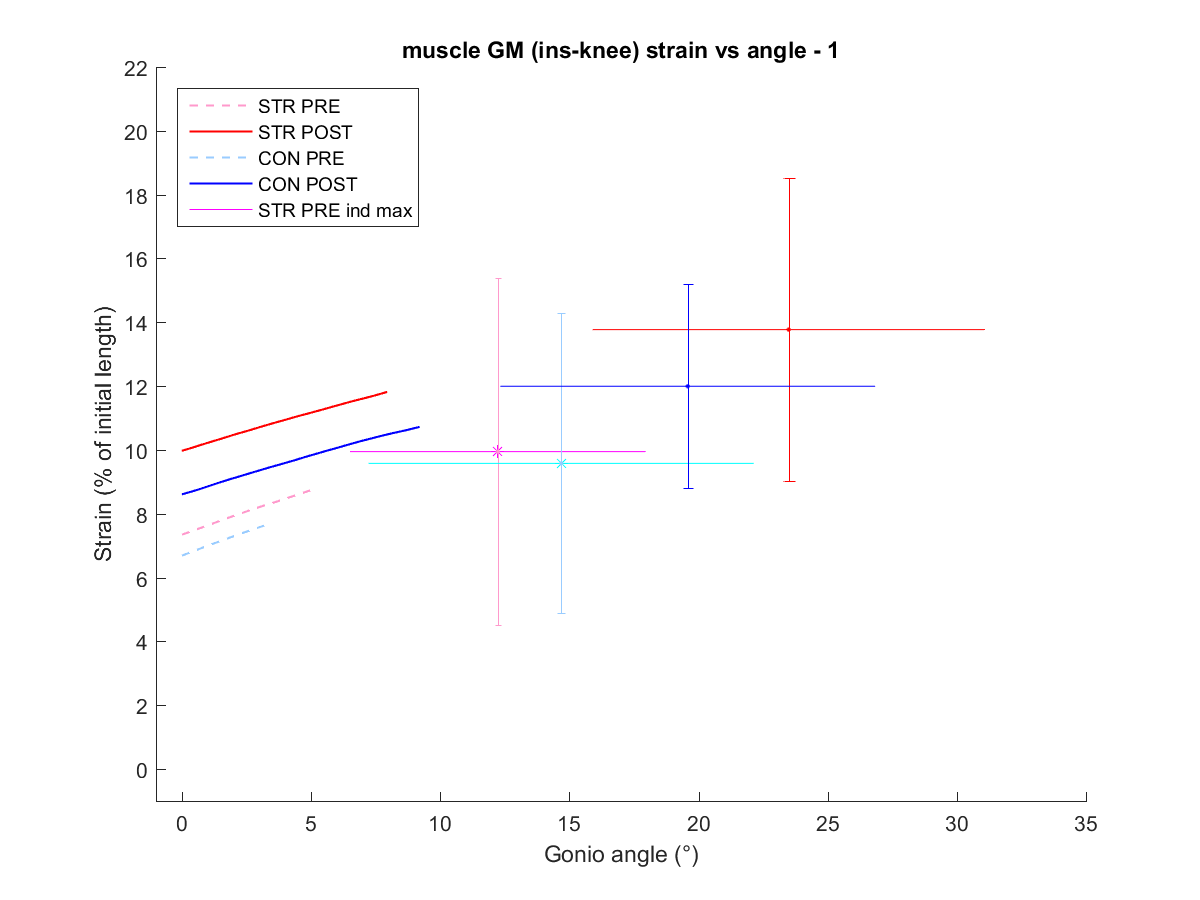 muscle GM (ins-knee) strain vs angle - 1
22
20
18
16
14
12
10
8
6
4
2
0
Strain (% of initial length)
STR PRE
STR POST
CON PRE
CON POST
STR PRE ind max
0 5 10 15 20 25 30 35
Gonio angle (°)